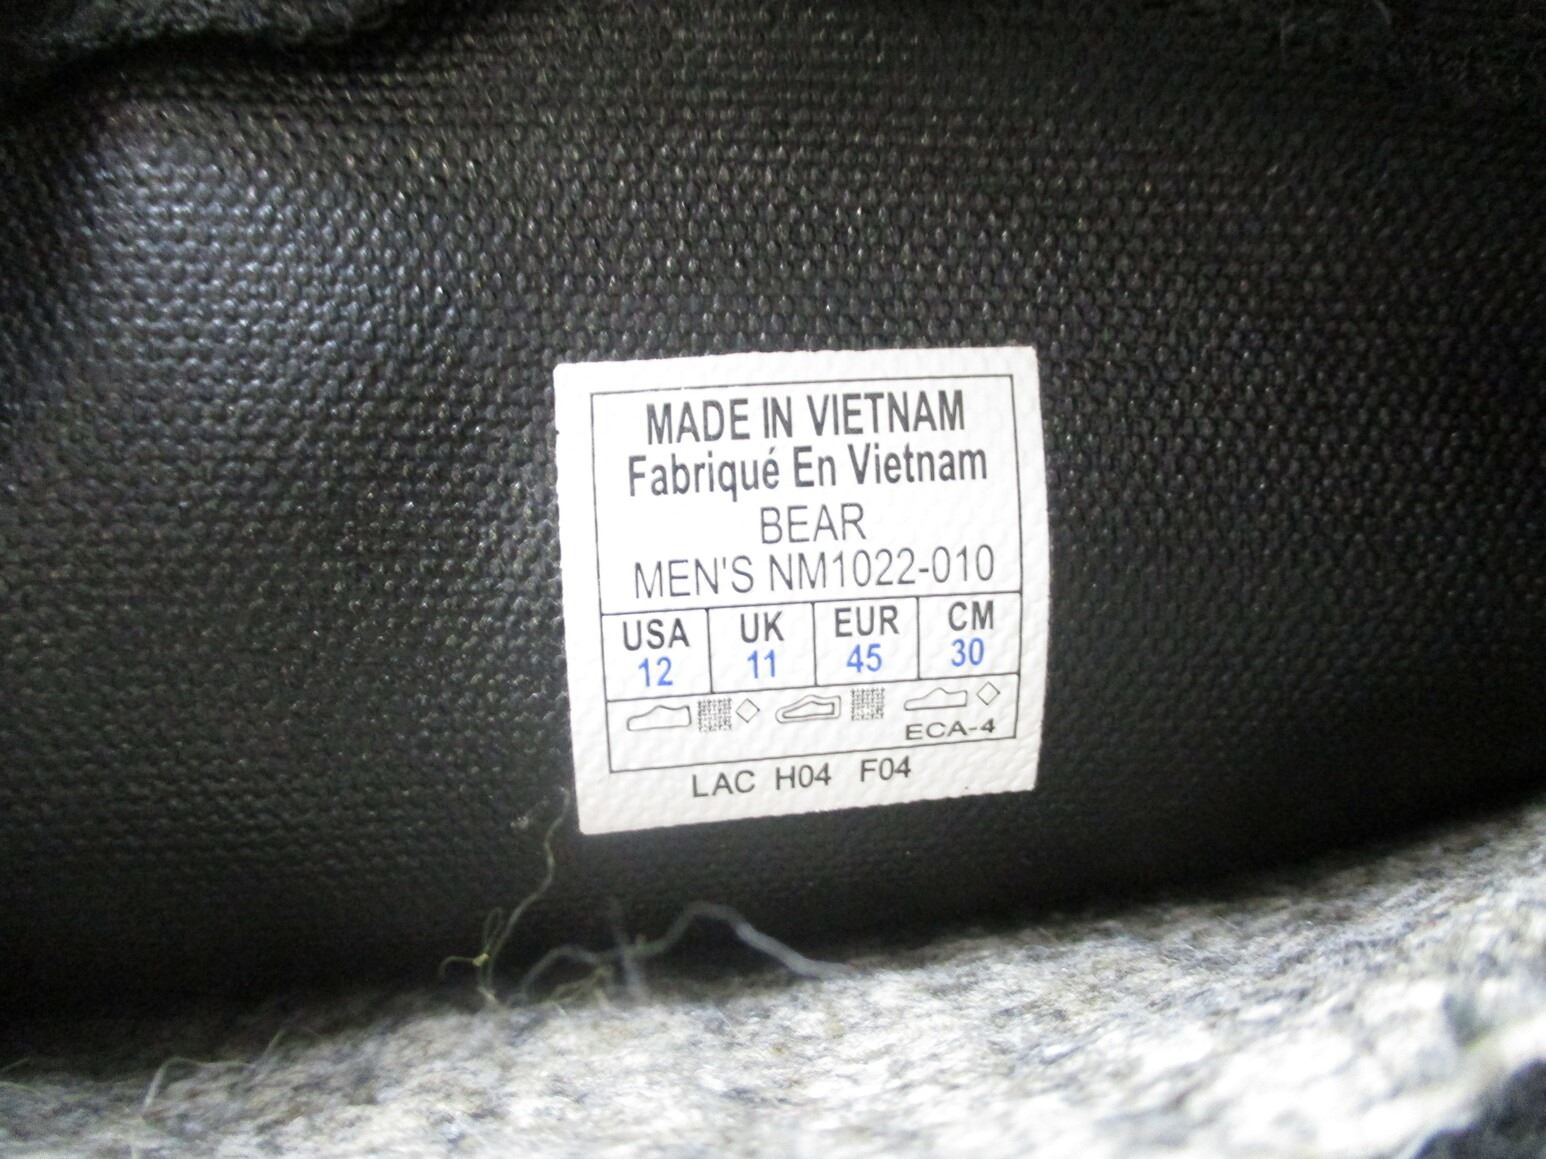 MADE IN VIETNAM
Fabriqué En Vietnam
BEAR
MEN'S NM1022-010
USA UK EUR CM
12 11 45 30
ECA-4
LAC H04 F04